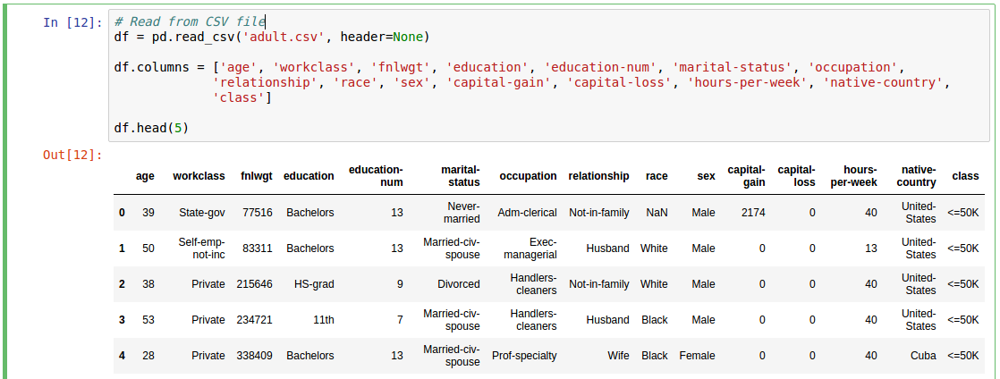 In [12]:
# Read from CSV file
df = pd.read_csv('adult.csv', header=None)
df.columns = ['age', 'workclass', 'fnlwgt', 'education', 'education-num', 'marital-status', 'occupation',
'relationship', 'race', 'sex', 'capital-gain', 'capital-loss', 'hours-per-week', 'native-country',
'class']
df.head(5)
Out[12]:
age workclass fnlwgt education education-num marital-status occupation relationship race sex capital-gain capital-loss hours-per-week native-country class
0 39 State-gov 77516 Bachelors 13 Never-married Adm-clerical Not-in-family NaN Male 2174 0 40 United-States <=50K
1 50 Self-emp-not-inc 83311 Bachelors 13 Married-civ-spouse Exec-managerial Husband White Male 0 0 13 United-States <=50K
2 38 Private 215646 HS-grad 9 Divorced Handlers-cleaners Not-in-family White Male 0 0 40 United-States <=50K
3 53 Private 234721 11th 7 Married-civ-spouse Handlers-cleaners Husband Black Male 0 0 40 United-States <=50K
4 28 Private 338409 Bachelors 13 Married-civ-spouse Prof-specialty Wife Black Female 0 0 40 Cuba <=50K